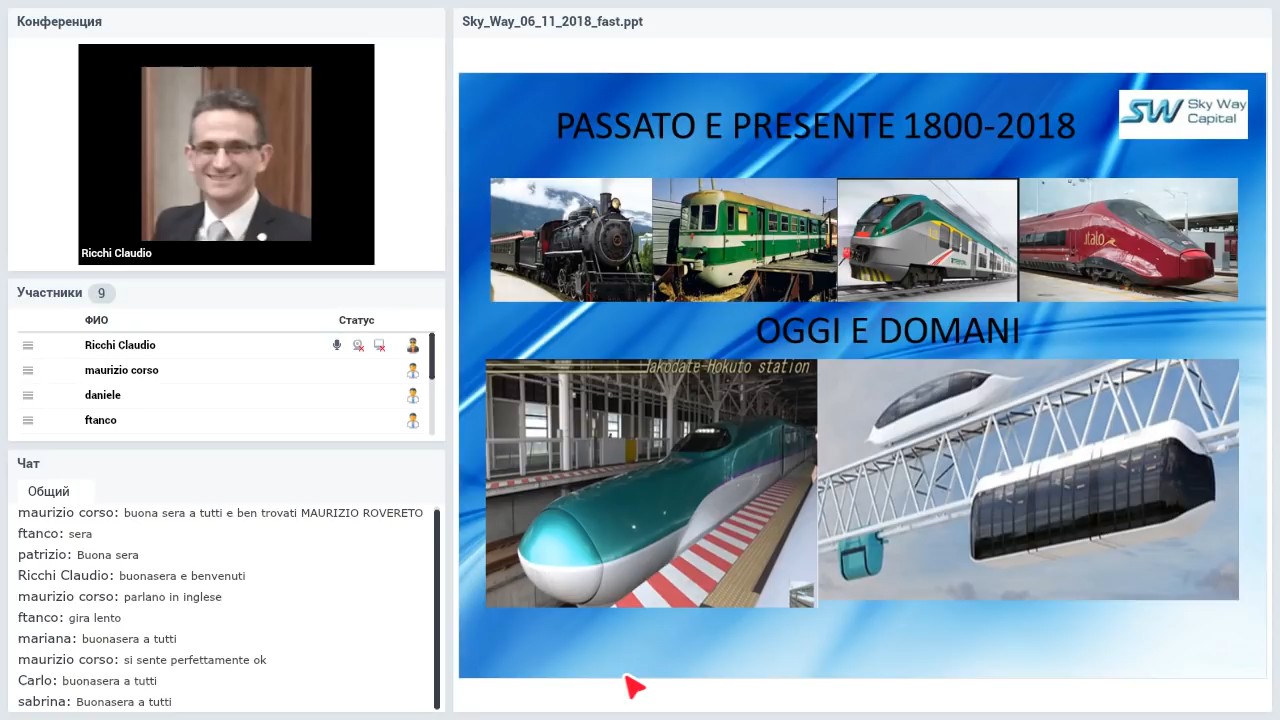 Конференция
Ricchi Claudio
Участники 9
ФИО Статус
Ricchi Claudio
maurizio corso
daniele
ftanco
Чат
Общий
maurizio corso: buona sera a tutti e ben trovati MAURIZIO ROVERETO
ftanco: sera
patrizio: Buona sera
Ricchi Claudio: buonasera e benvenuti
maurizio corso: parlano in inglese
ftanco: gira lento
mariana: buonasera a tutti
maurizio corso: si sente perfettamente ok
Carlo: buonasera a tutti
sabrina: Buonasera a tutti
Sky_Way_06_11_2018_fast.ppt
PASSATO E PRESENTE 1800-2018
SW Sky Way
Capital
italo
OGGI E DOMANI
Hakodate-Hokuto station